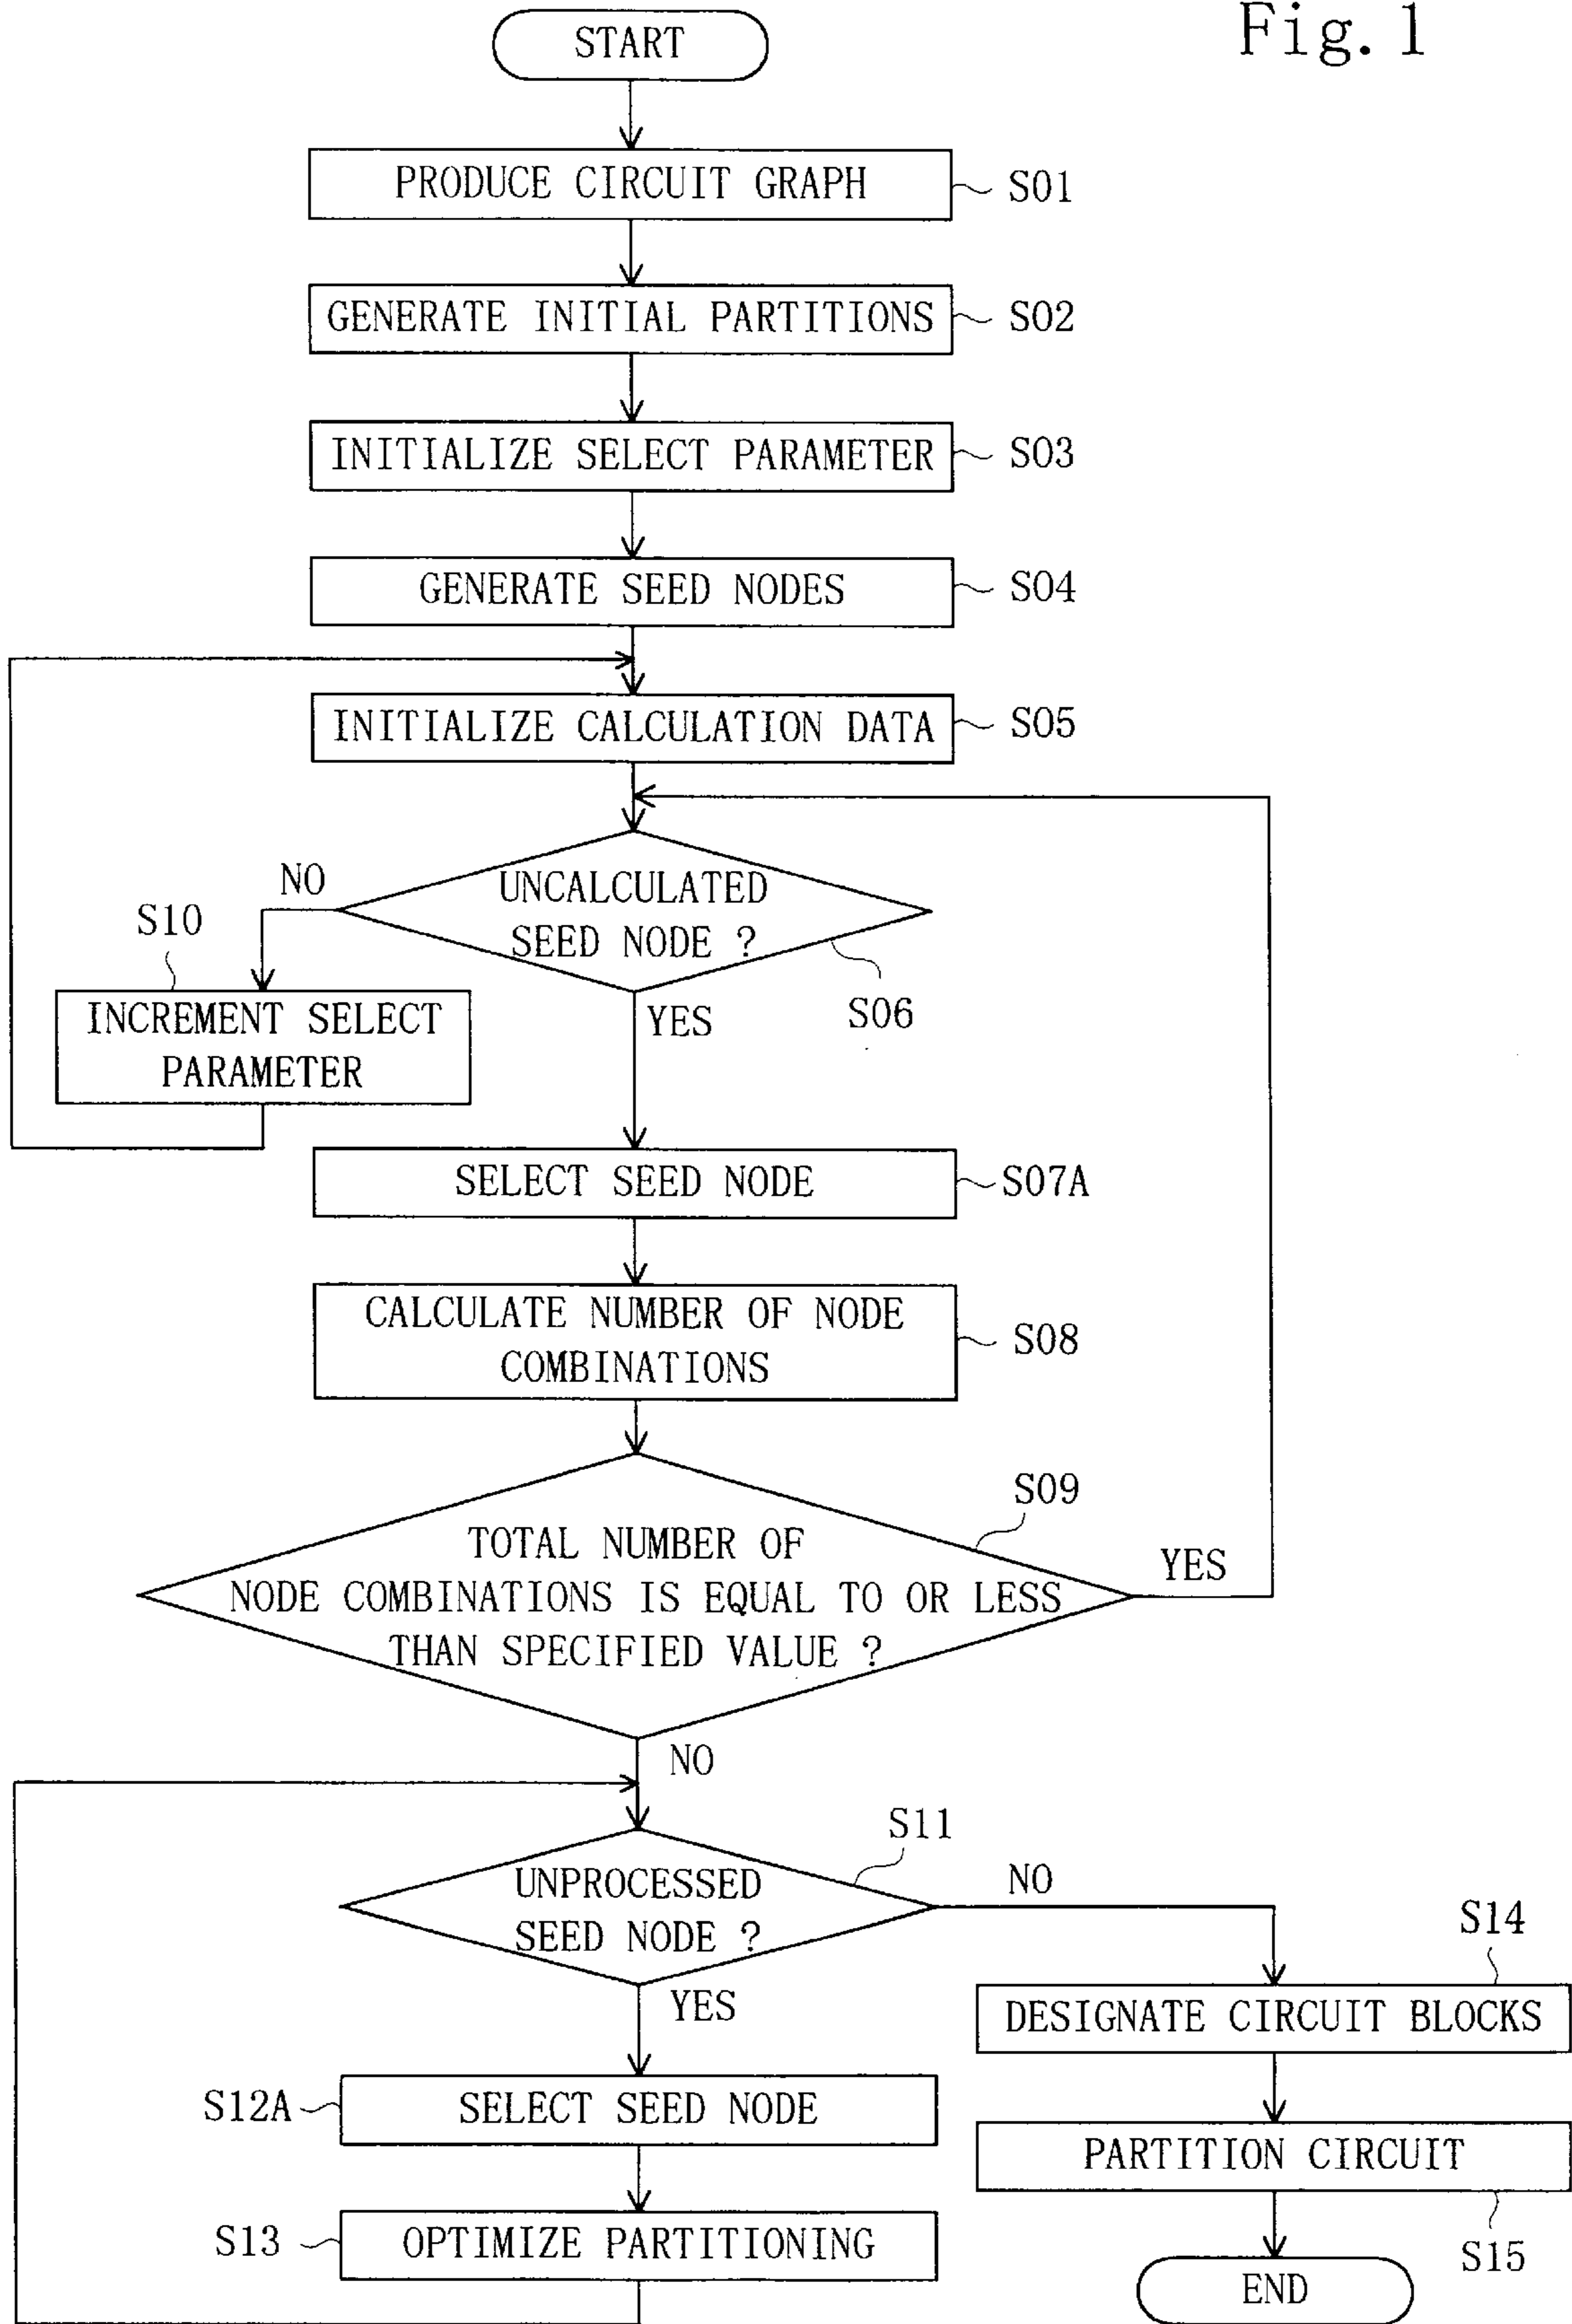 Fig. 1
START
PRODUCE CIRCUIT GRAPH
S01
GENERATE INITIAL PARTITIONS
S02
INITIALIZE SELECT PARAMETER
S03
GENERATE SEED NODES
S04
INITIALIZE CALCULATION DATA
S05
UNCALCULATED
SEED NODE ?
S06
NO
S10
INCREMENT SELECT
PARAMETER
YES
SELECT SEED NODE
S07A
CALCULATE NUMBER OF NODE
COMBINATIONS
S08
S09
TOTAL NUMBER OF
NODE COMBINATIONS IS EQUAL TO OR LESS
THAN SPECIFIED VALUE ?
YES
NO
S11
UNPROCESSED
SEED NODE ?
NO
YES
S14
DESIGNATE CIRCUIT BLOCKS
S12A
SELECT SEED NODE
PARTITION CIRCUIT
S15
S13
OPTIMIZE PARTITIONING
END